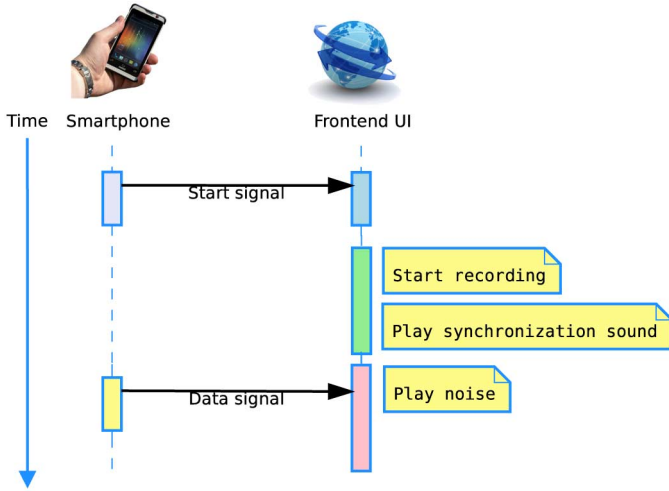 Time
Smartphone
Frontend UI
Start signal
Start recording
Play synchronization sound
Data signal
Play noise